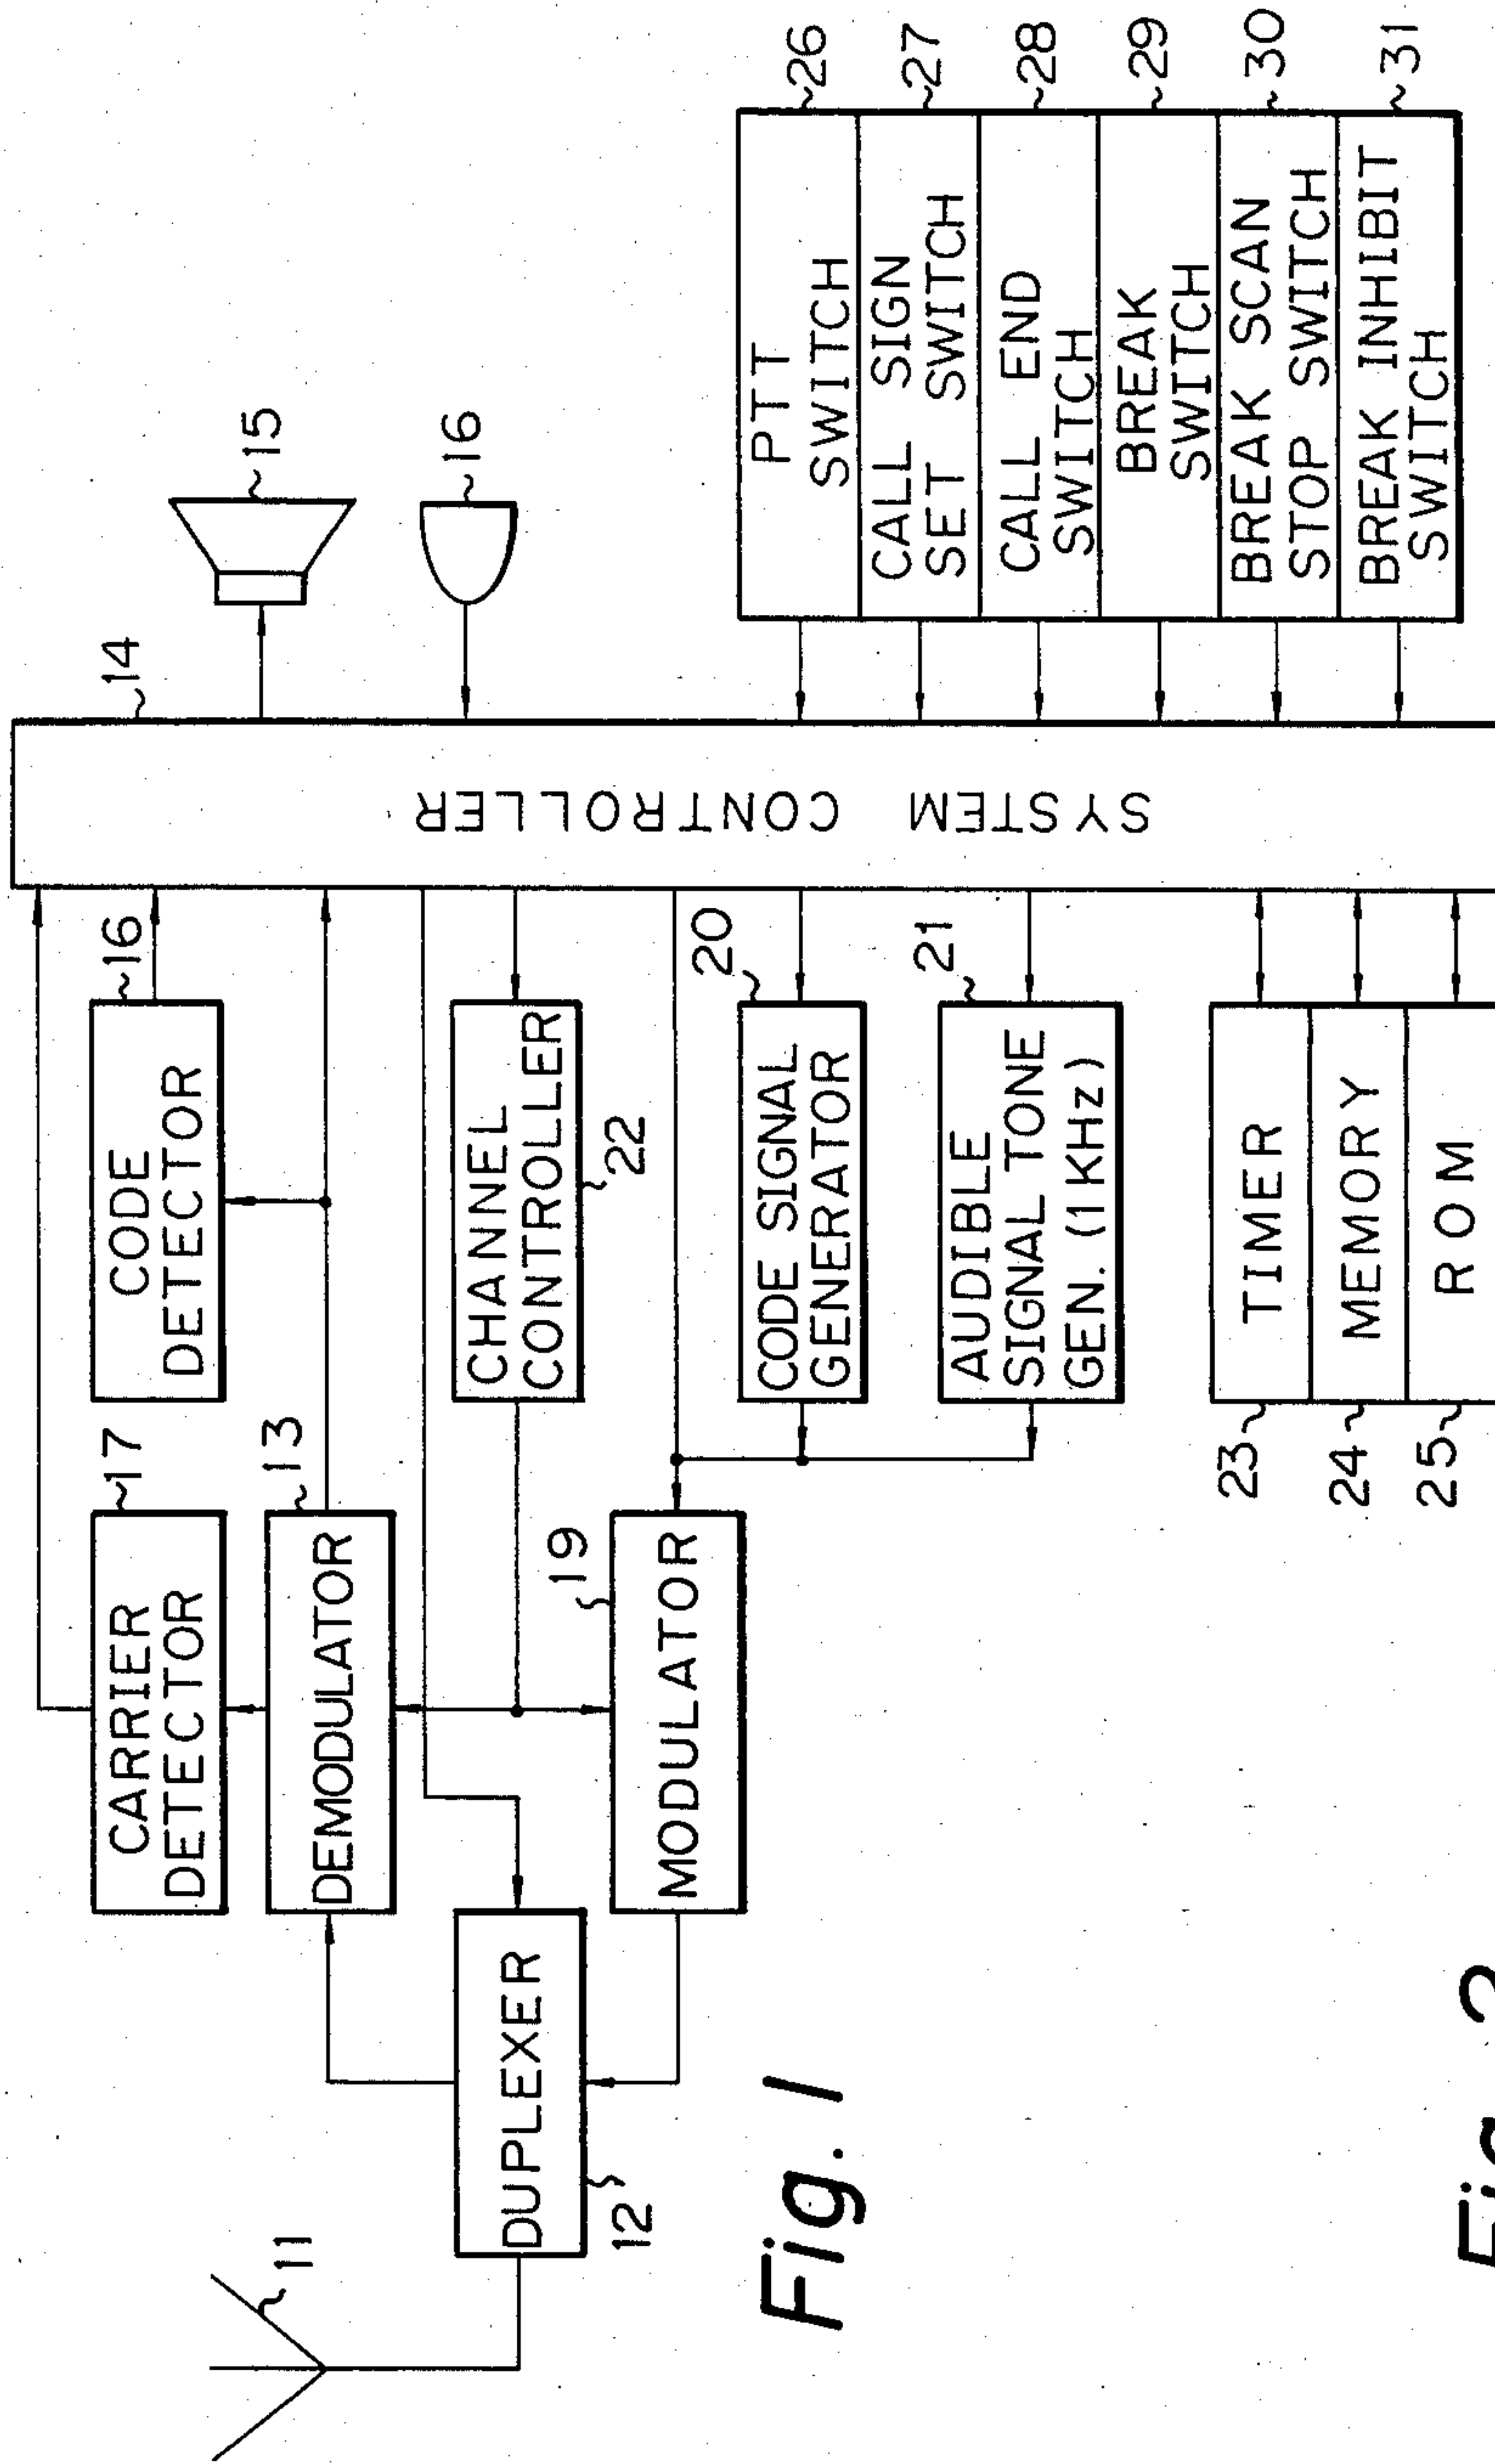 11
DUPLEXER
12
CARRIER
DETECTOR
17
DEMODULATOR
13
MODULATOR
19
CODE
DETECTOR
16
CHANNEL
CONTROLLER
22
CODE SIGNAL
GENERATOR
20
AUDIBLE
SIGNAL TONE
GEN. (1KHz)
21
TIMER
23
MEMORY
24
ROM
25
SYSTEM CONTROLLER
14
15
16
PTT
SWITCH
26
CALL SIGN
SET SWITCH
27
CALL END
SWITCH
28
BREAK
SWITCH
29
BREAK SCAN
STOP SWITCH
30
BREAK INHIBIT
SWITCH
31
Fig. 1
Fig. 2